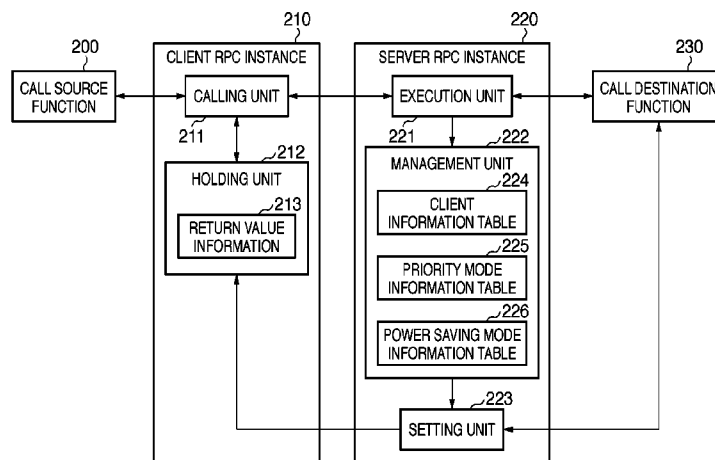 210
220
200
CLIENT RPC INSTANCE
SERVER RPC INSTANCE
230
CALL SOURCE
FUNCTION
CALLING UNIT
211
EXECUTION UNIT
221
CALL DESTINATION
FUNCTION
212
HOLDING UNIT
213
RETURN VALUE
INFORMATION
222
MANAGEMENT UNIT
224
CLIENT
INFORMATION TABLE
225
PRIORITY MODE
INFORMATION TABLE
226
POWER SAVING MODE
INFORMATION TABLE
223
SETTING UNIT